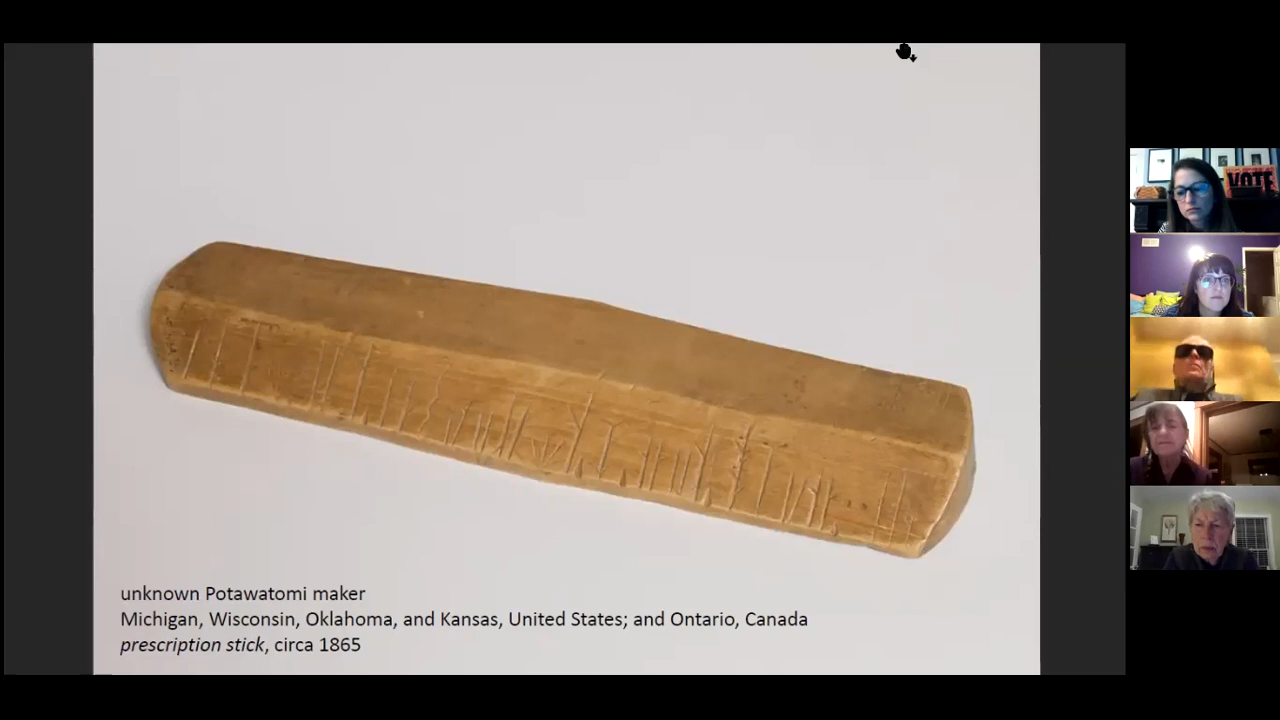 VOTE
unknown Potawatomi maker
Michigan, Wisconsin, Oklahoma, and Kansas, United States; and Ontario, Canada
prescription stick, circa 1865